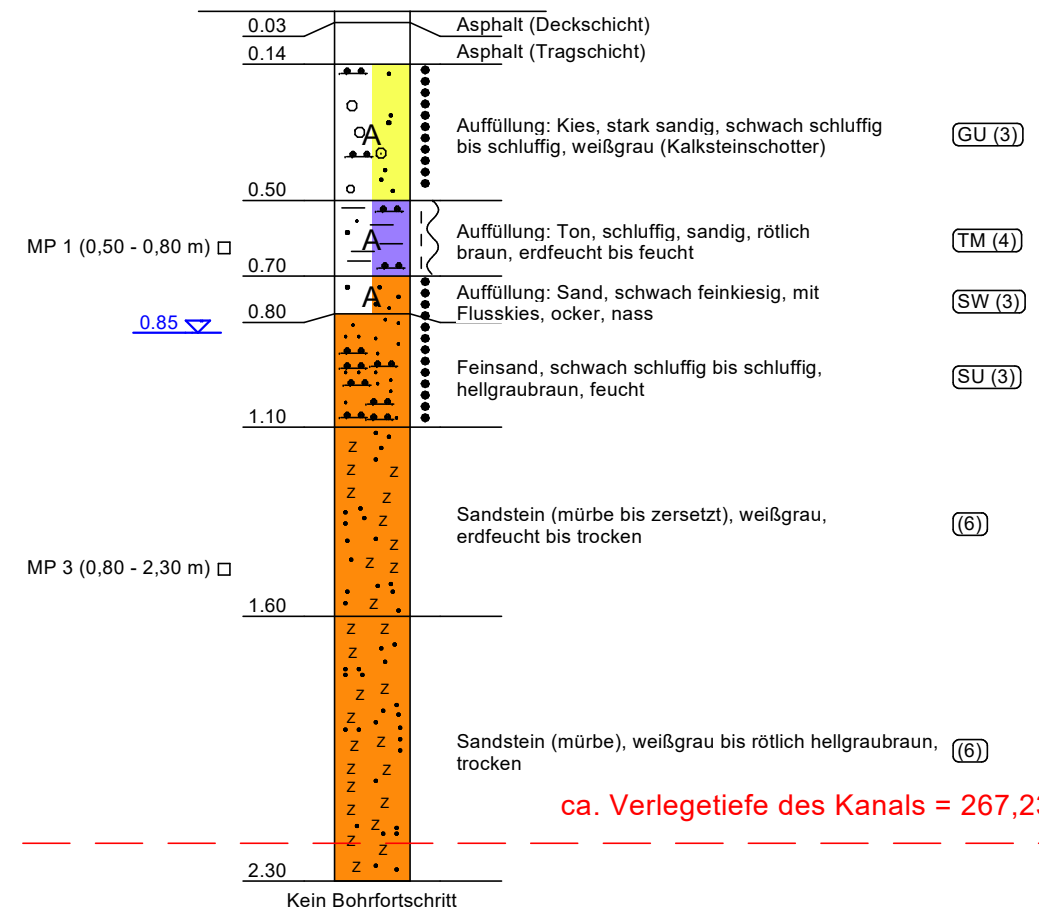 0.03
Asphalt (Deckschicht)
0.14
Asphalt (Tragschicht)
A
Auffüllung: Kies, stark sandig, schwach schluffig
bis schluffig, weißgrau (Kalksteinschotter)
GU (3)
0.50
MP 1 (0,50 - 0,80 m)
A
Auffüllung: Ton, schluffig, sandig, rötlich
braun, erdfeucht bis feucht
TM (4)
0.70
A
Auffüllung: Sand, schwach feinkiesig, mit
Flusskies, ocker, nass
SW (3)
0.80
0.85
Feinsand, schwach schluffig bis schluffig,
hellgraubraun, feucht
SU (3)
1.10
Sandstein (mürbe bis zersetzt), weißgrau,
erdfeucht bis trocken
(6)
MP 3 (0,80 - 2,30 m)
1.60
Sandstein (mürbe), weißgrau bis rötlich hellgraubraun,
trocken
(6)
ca. Verlegetiefe des Kanals = 267,23
2.30
Kein Bohrfortschritt